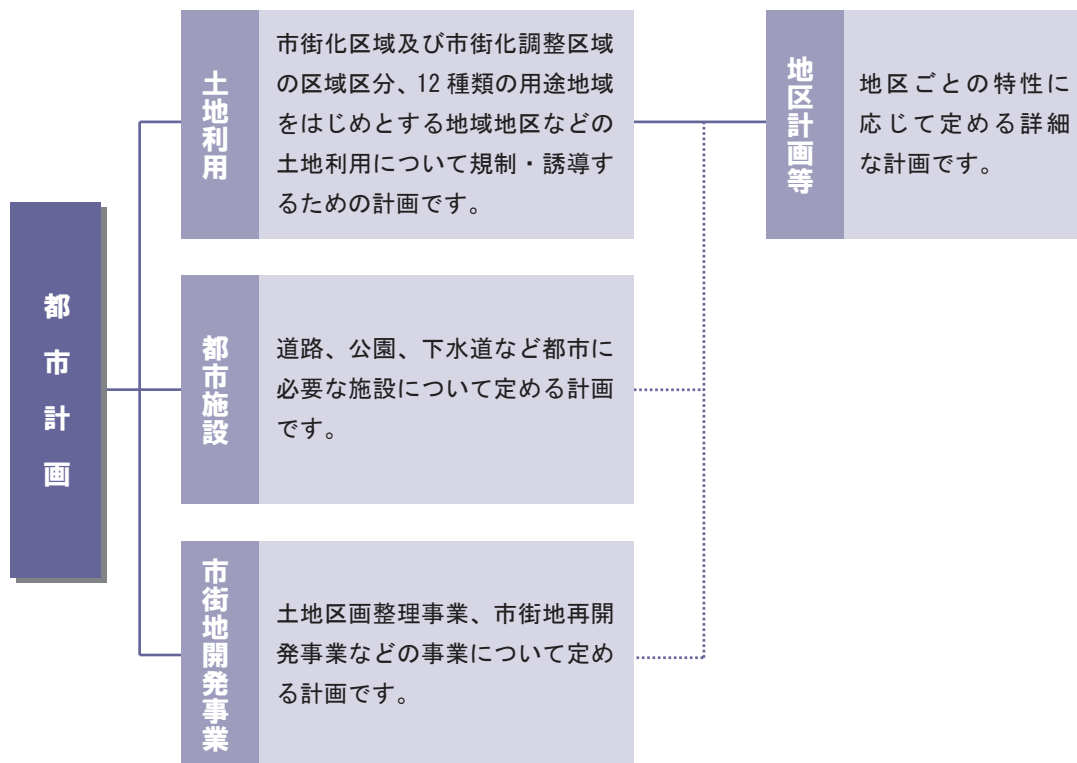 都市計画
土地利用
市街化区域及び市街化調整区域
の区域区分、12 種類の用途地域
をはじめとする地域地区などの
土地利用について規制・誘導す
るための計画です。
地区計画等
地区ごとの特性に
応じて定める詳細
な計画です。
都市施設
道路、公園、下水道など都市に
必要な施設について定める計画
です。
市街地開発事業
土地区画整理事業、市街地再開
発事業などの事業について定め
る計画です。